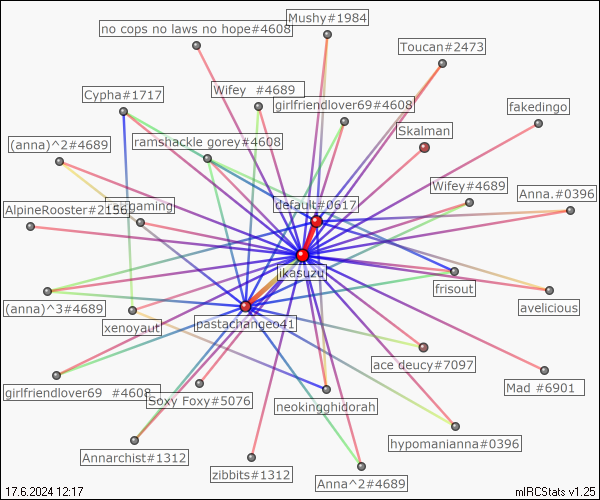 Mushy#1984
no cops no laws no hope#4608
Toucan#2473
Wifey  #4689
Cypha#1717
girlfriendlover69#4608
fakedingo
Skalman
(anna)^2#4689
ramshackle gorey#4608
Wifey#4689
Anna.#0396
AlpineRooster#2156
gaming
default#0617
ikasuzu
frisout
avelicious
(anna)^3#4689
xenoyaut
pastachangeo41
ace deucy#7097
girlfriendlover69  #4608
Soxy Foxy#5076
neokingghidorah
Mad #6901
hypomanianna#0396
Annarchist#1312
zibbits#1312
Anna^2#4689
17.6.2024 12:17
mIRCStats v1.25